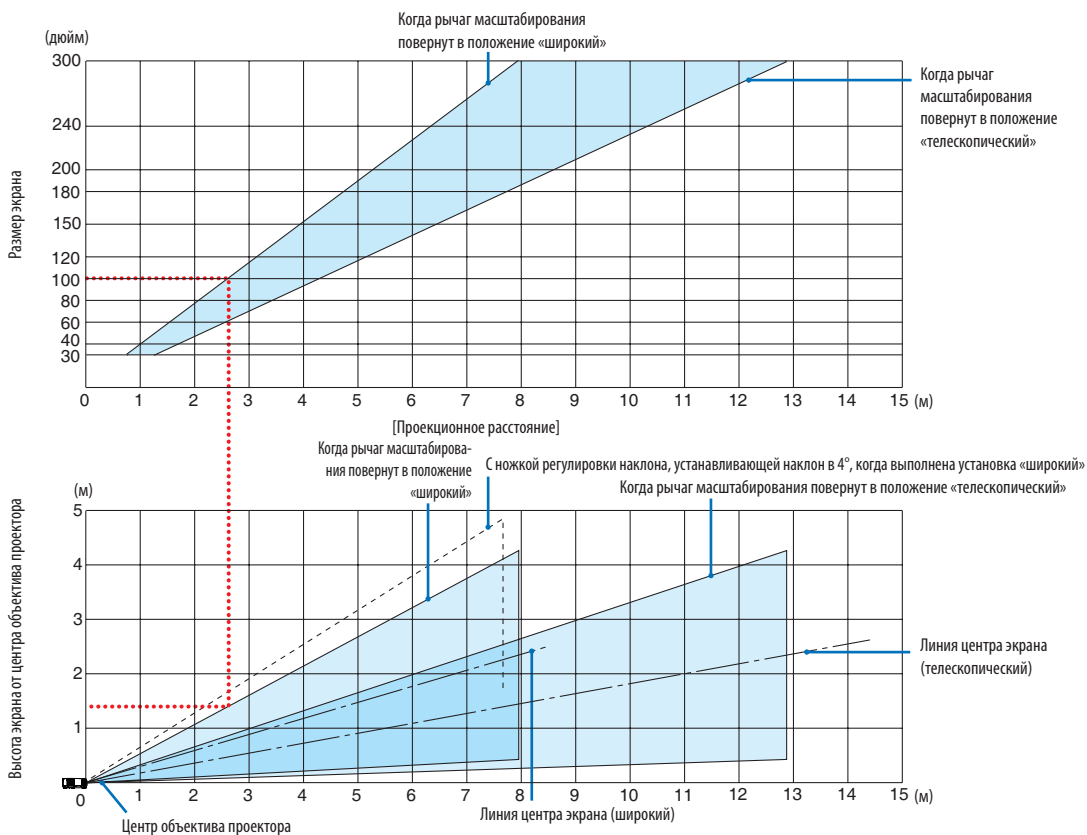 Когда рычаг масштабирования
повернут в положение «широкий»
(дюйм)
300
240
200
180
150
120
100
80
60
40
30
Размер экрана
Когда рычаг
масштабирования
повернут в положение
«телескопический»
0 1 2 3 4 5 6 7 8 9 10 11 12 13 14 15 (м)
[Проекционное расстояние]
Когда рычаг масштабирова-
ния повернут в положение
«широкий»
С ножкой регулировки наклона, устанавливающей наклон в 4°, когда выполнена установка «широкий»
Когда рычаг масштабирования повернут в положение «телескопический»
(м)
5
4
3
2
1
Высота экрана от центра объектива проектора
Линия центра экрана
(телескопический)
0 1 2 3 4 5 6 7 8 9 10 11 12 13 14 15 (м)
Линия центра экрана (широкий)
Центр объектива проектора